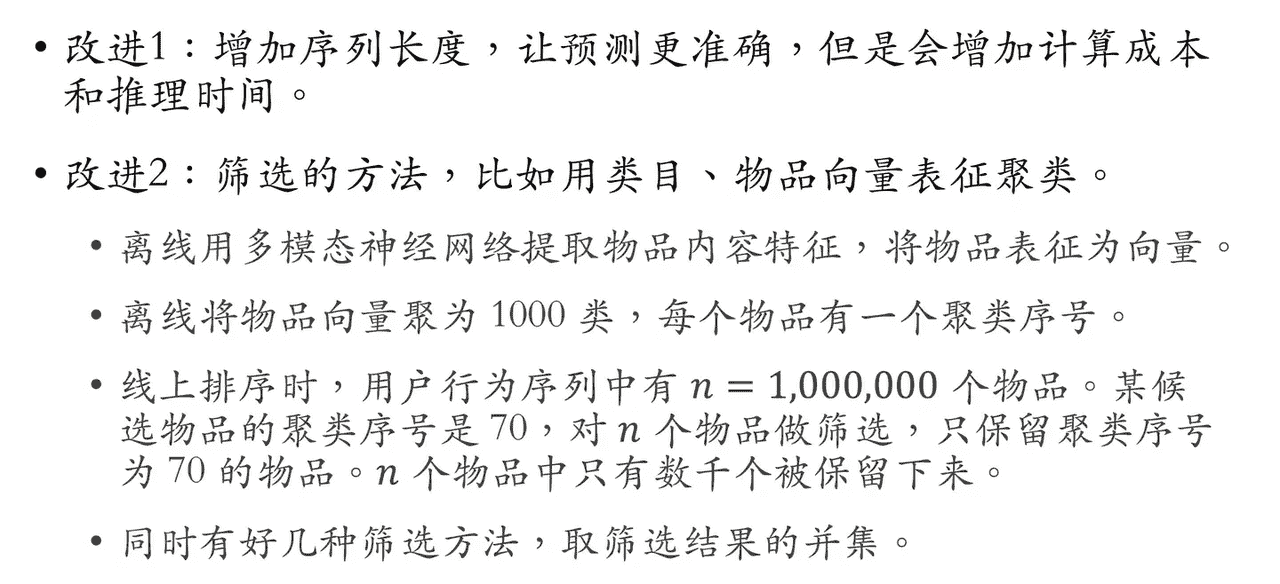 • 改进1：增加序列长度，让预测更准确，但是会增加计算成本
和推理时间。
• 改进2：筛选的方法，比如用类目、物品向量表征聚类。
• 离线用多模态神经网络提取物品内容特征，将物品表征为向量。
• 离线将物品向量聚为 1000 类，每个物品有一个聚类序号。
• 线上排序时，用户行为序列中有 n = 1,000,000 个物品。某候
选物品的聚类序号是 70，对 n 个物品做筛选，只保留聚类序号
为 70 的物品。n 个物品中只有数千个被保留下来。
• 同时有好几种筛选方法，取筛选结果的并集。